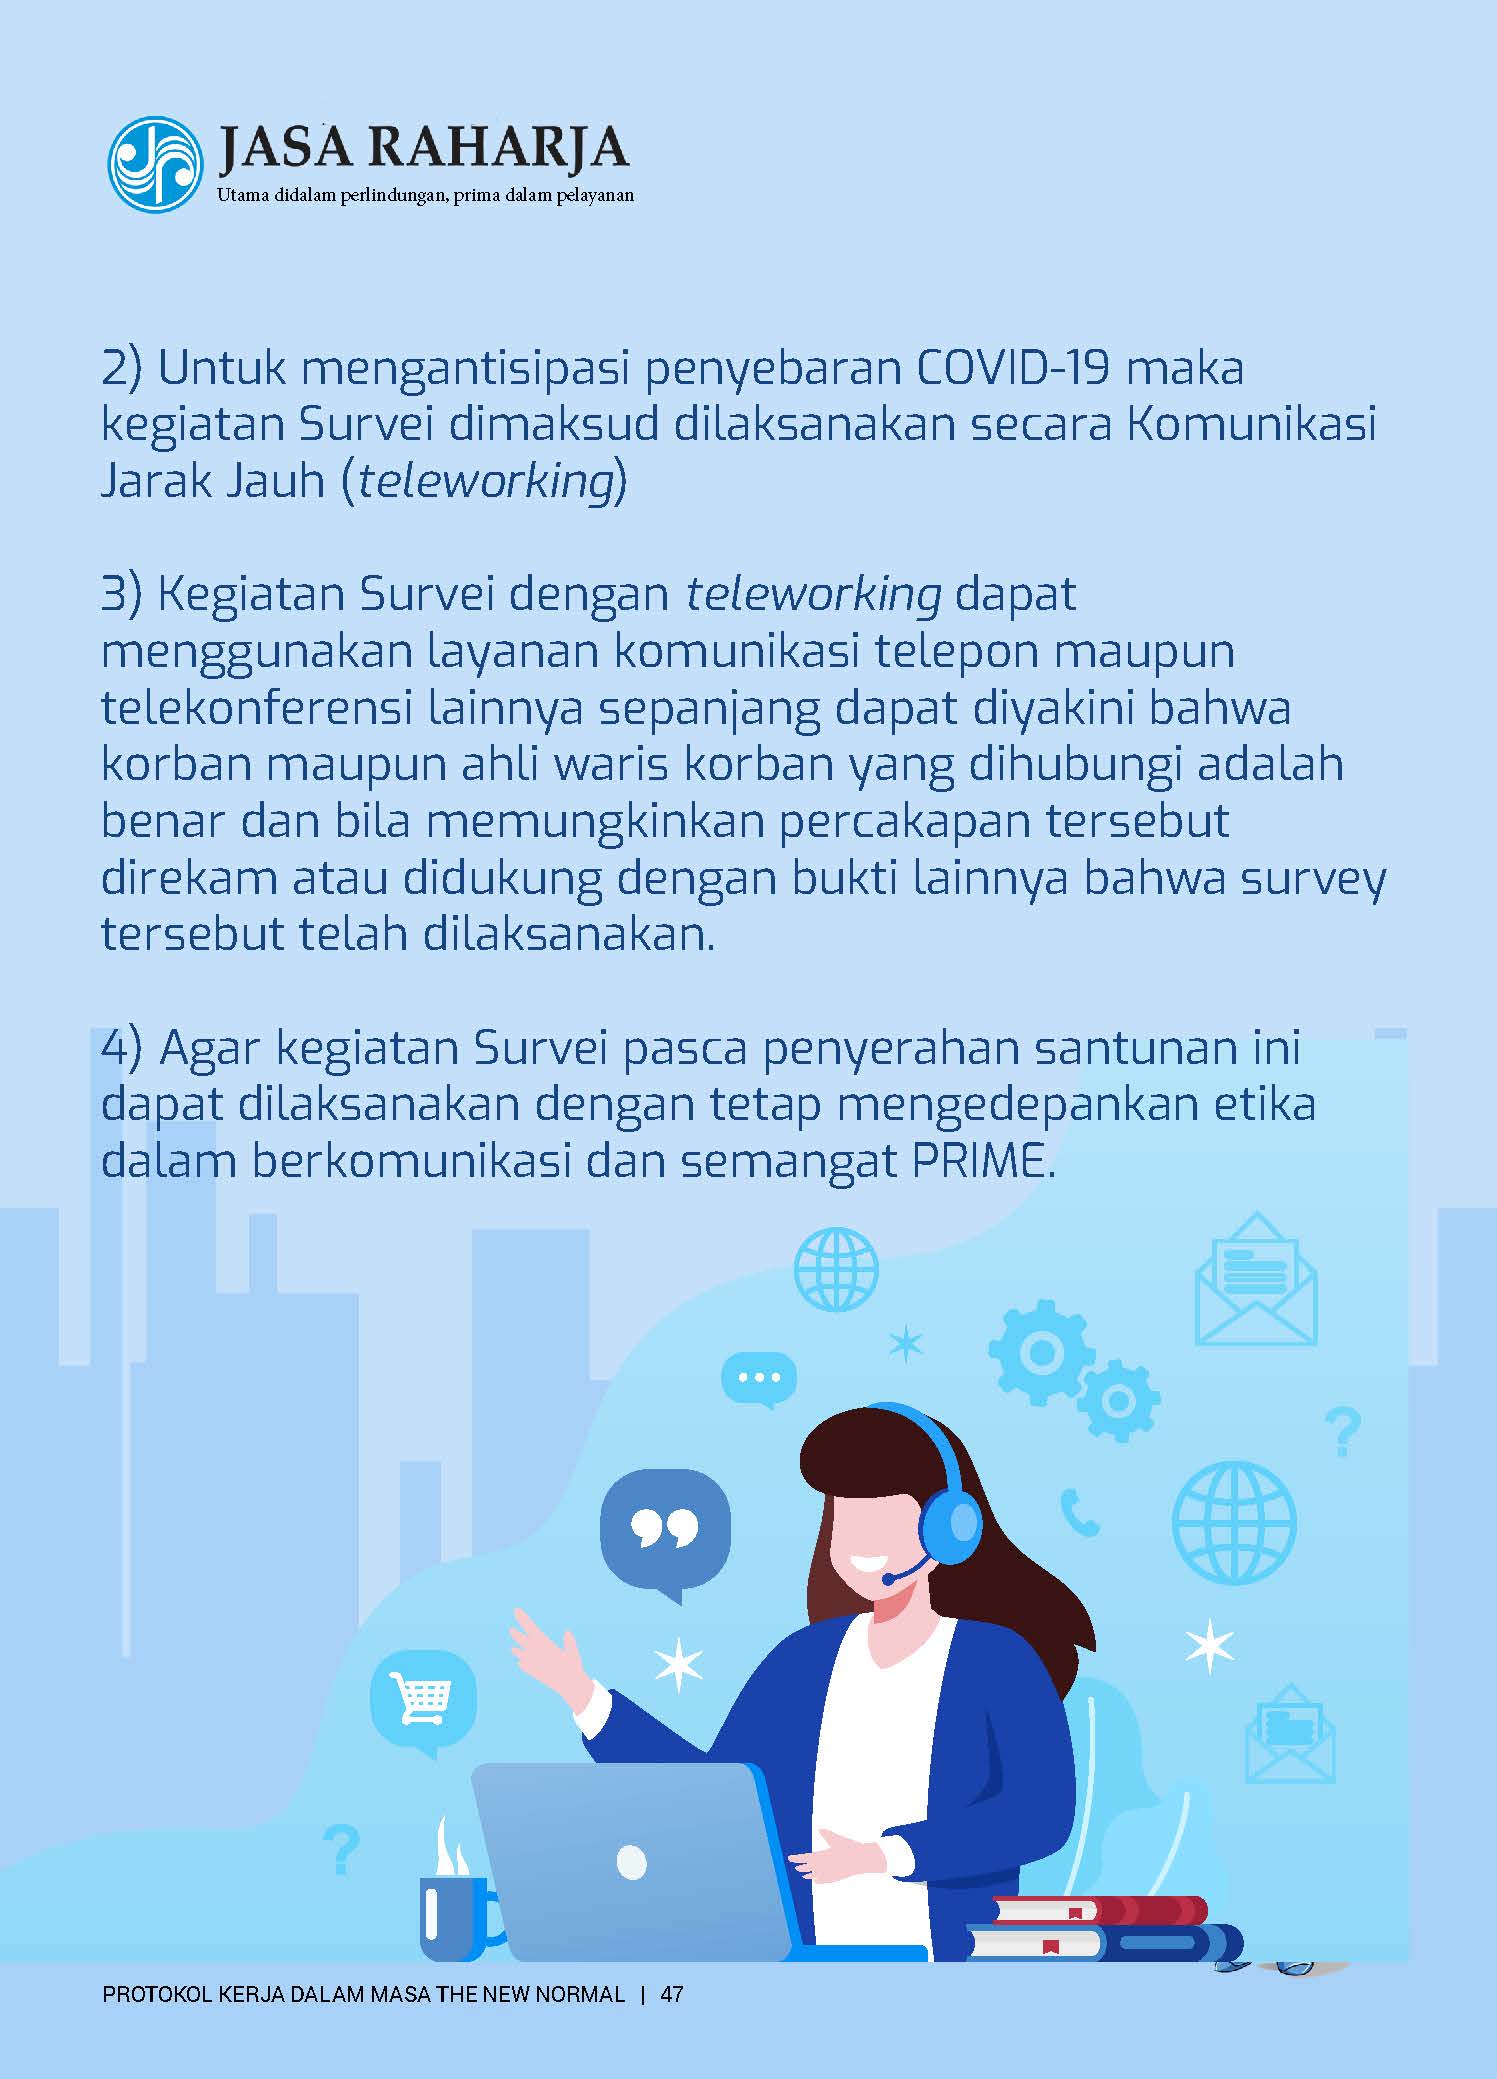 JASA RAHARJA
Utama didalam perlindungan, prima dalam pelayanan
2) Untuk mengantisipasi penyebaran COVID-19 maka
kegiatan Survei dimaksud dilaksanakan secara Komunikasi
Jarak Jauh (teleworking)
3) Kegiatan Survei dengan teleworking dapat
menggunakan layanan komunikasi telepon maupun
telekonferensi lainnya sepanjang dapat diyakini bahwa
korban maupun ahli waris korban yang dihubungi adalah
benar dan bila memungkinkan percakapan tersebut
direkam atau didukung dengan bukti lainnya bahwa survey
tersebut telah dilaksanakan.
4) Agar kegiatan Survei pasca penyerahan santunan ini
dapat dilaksanakan dengan tetap mengedepankan etika
dalam berkomunikasi dan semangat PRIME.
PROTOKOL KERJA DALAM MASA THE NEW NORMAL | 47